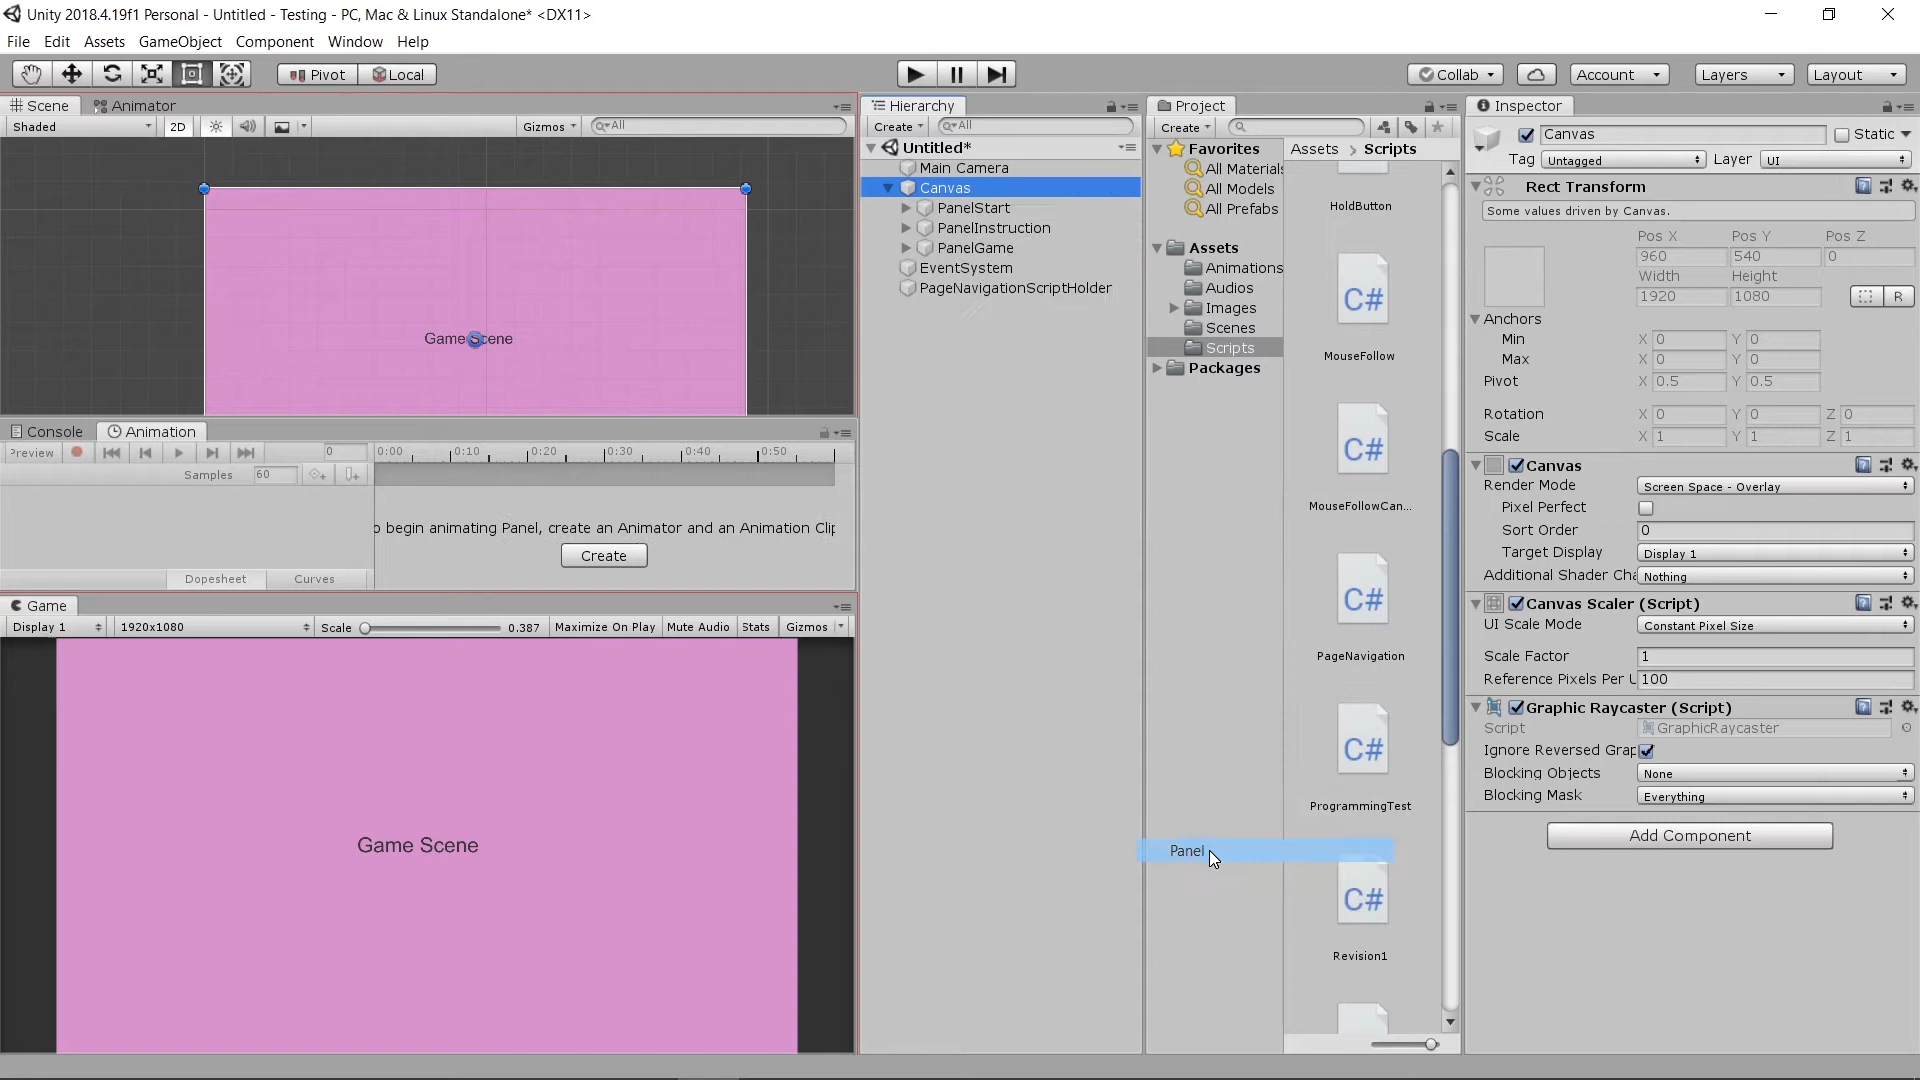 Unity 2018.4.19f1 Personal - Untitled - Testing - PC, Mac & Linux Standalone* <DX11>
File Edit Assets GameObject Component Window Help
Pivot Local
Collab Account Layers Layout
Scene Animator
Shaded 2D Gizmos All
Game Scene
Console Animation
Preview 0 0:00 0:10 0:20 0:30 0:40 0:50
Samples 60
o begin animating Panel, create an Animator and an Animation Clip
Create
Dopesheet Curves
Game
Display 1 1920x1080 Scale 0.387 Maximize On Play Mute Audio Stats Gizmos
Game Scene
Hierarchy
Create All
Untitled*
Main Camera
Canvas
PanelStart
PanelInstruction
PanelGame
EventSystem
PageNavigationScriptHolder
Project
Create
Favorites
All Materials
All Models
All Prefabs
Assets
Animations
Audios
Images
Scenes
Scripts
Packages
Assets > Scripts
HoldButton
C#
MouseFollow
C#
MouseFollowCan...
C#
PageNavigation
C#
ProgrammingTest
Panel
C#
Revision1
Inspector
Canvas Static
Tag Untagged Layer UI
Rect Transform
Some values driven by Canvas.
Pos X Pos Y Pos Z
960 540 0
Width Height
1920 1080 R
Anchors
Min X 0 Y 0
Max X 0 Y 0
Pivot X 0.5 Y 0.5
Rotation X 0 Y 0 Z 0
Scale X 1 Y 1 Z 1
Canvas
Render Mode Screen Space - Overlay
Pixel Perfect
Sort Order 0
Target Display Display 1
Additional Shader Cha Nothing
Canvas Scaler (Script)
UI Scale Mode Constant Pixel Size
Scale Factor 1
Reference Pixels Per U 100
Graphic Raycaster (Script)
Script GraphicRaycaster
Ignore Reversed Grap
Blocking Objects None
Blocking Mask Everything
Add Component